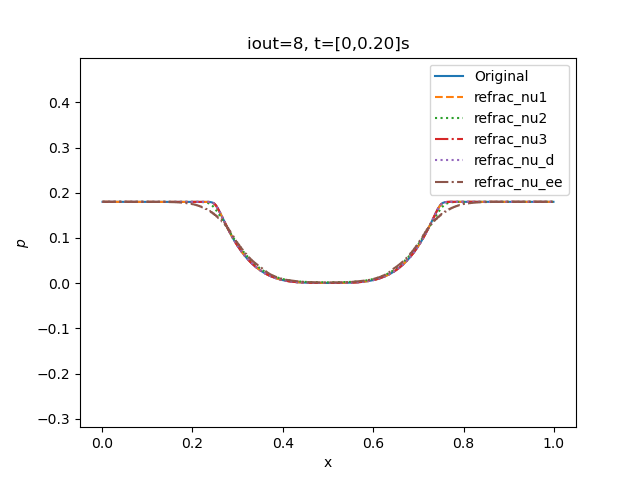 iout=8, t=[0,0.20]s
Original
refrac_nu1
refrac_nu2
refrac_nu3
refrac_nu_d
refrac_nu_ee
0.4
0.3
0.2
0.1
0.0
−0.1
−0.2
−0.3
p
0.0 0.2 0.4 0.6 0.8 1.0
x